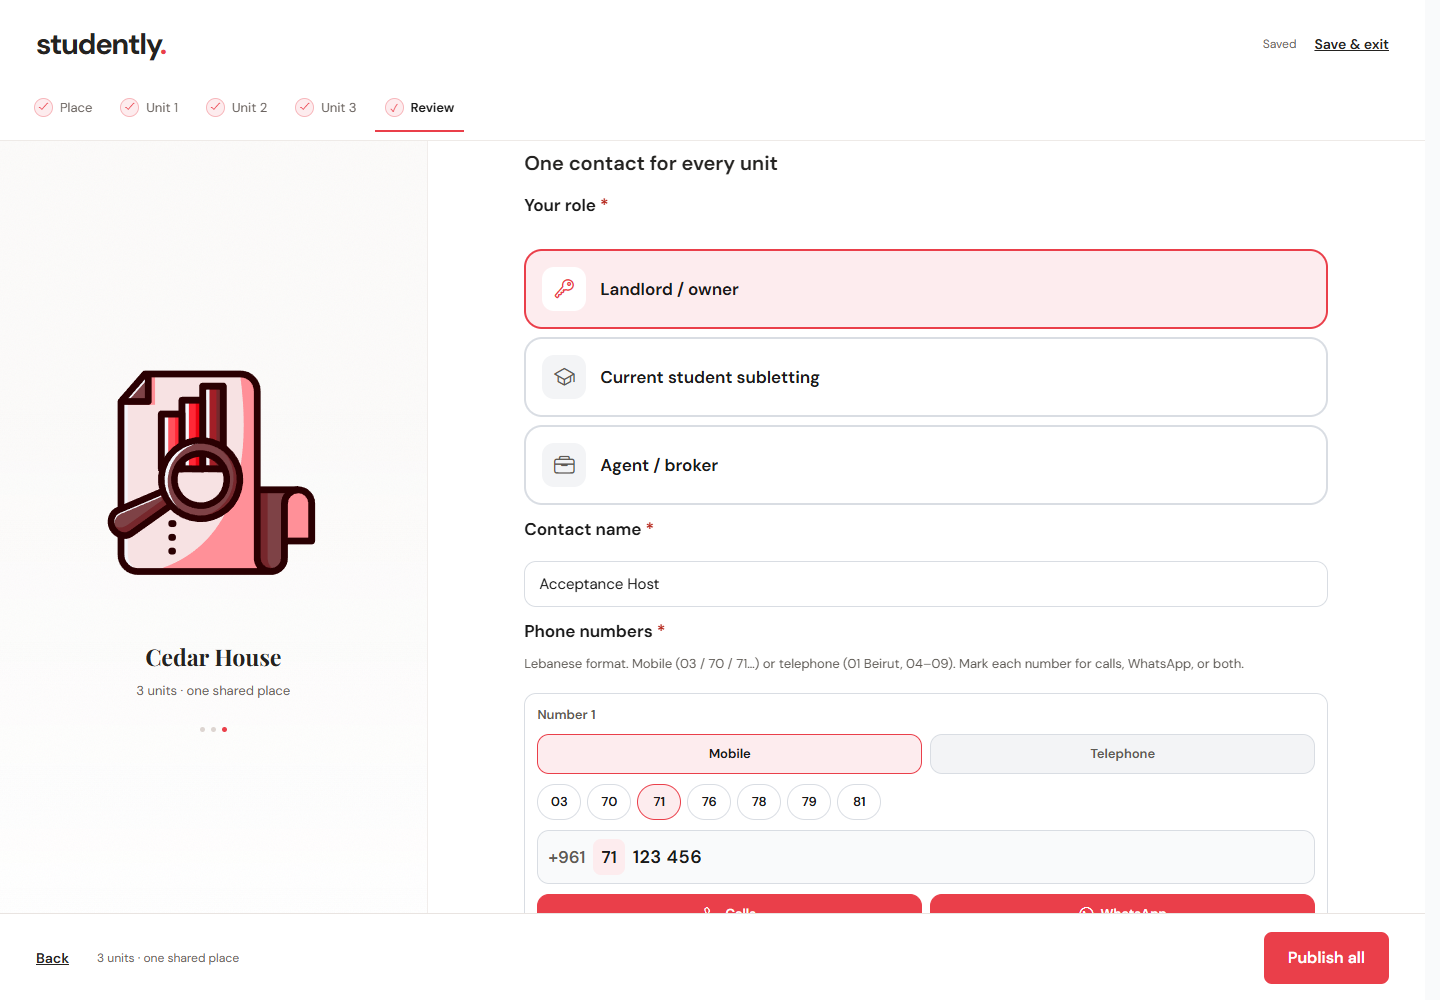 studently.
Saved
Save & exit
Place
Unit 1
Unit 2
Unit 3
Review
One contact for every unit
Your role *
Landlord / owner
Current student subletting
Agent / broker
Contact name *
Acceptance Host
Phone numbers *
Lebanese format. Mobile (03 / 70 / 71…) or telephone (01 Beirut, 04–09). Mark each number for calls, WhatsApp, or both.
Number 1
Mobile
Telephone
03
70
71
76
78
79
81
+961 71 123 456
Calls
WhatsApp
Cedar House
3 units · one shared place
Back
3 units · one shared place
Publish all